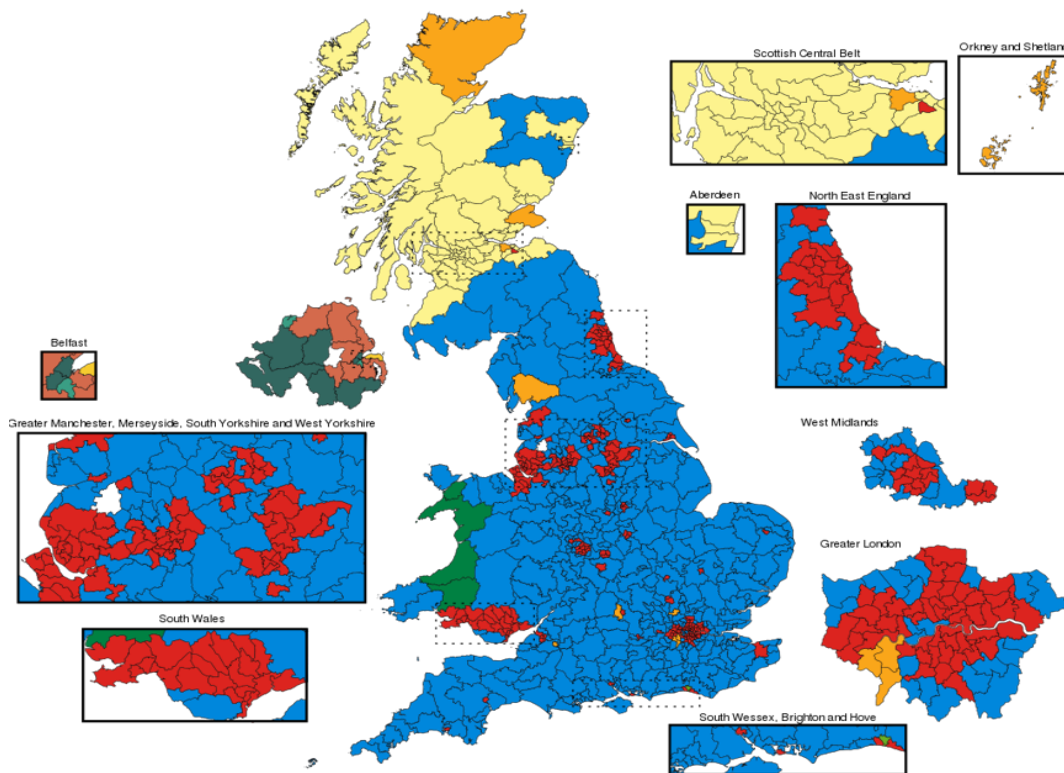 Scottish Central Belt
Orkney and Shetland
Aberdeen
North East England
Belfast
Greater Manchester, Merseyside, South Yorkshire and West Yorkshire
West Midlands
Greater London
South Wales
South Wessex, Brighton and Hove